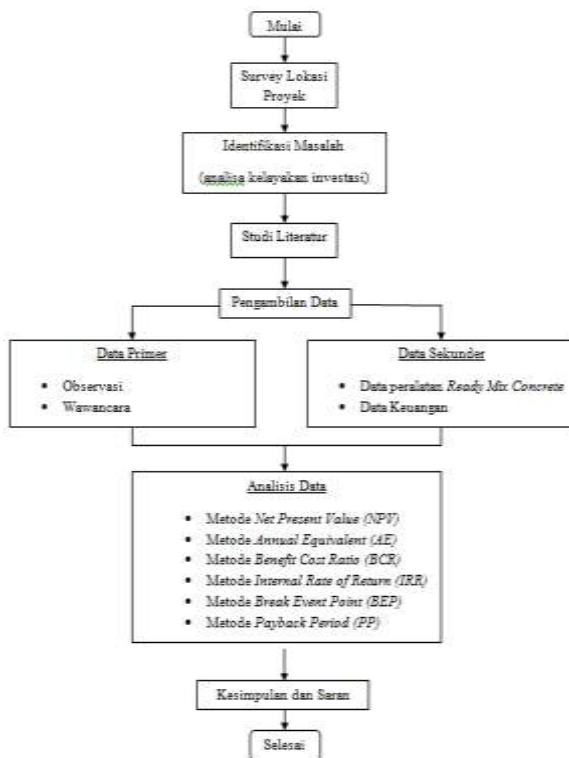 Mulai
Survey Lokasi
Proyek
Identifikasi Masalah
(analisa kelayakan investasi)
Studi Literatur
Pengambilan Data
Data Primer
• Observasi
• Wawancara
Data Sekunder
• Data peralatan Ready Mix Concrete
• Data Keuangan
Analisis Data
• Metode Net Present Value (NPV)
• Metode Annual Equivalent (AE)
• Metode Benefit Cost Ratio (BCR)
• Metode Internal Rate of Return (IRR)
• Metode Break Event Point (BEP)
• Metode Payback Period (PP)
Kesimpulan dan Saran
Selesai